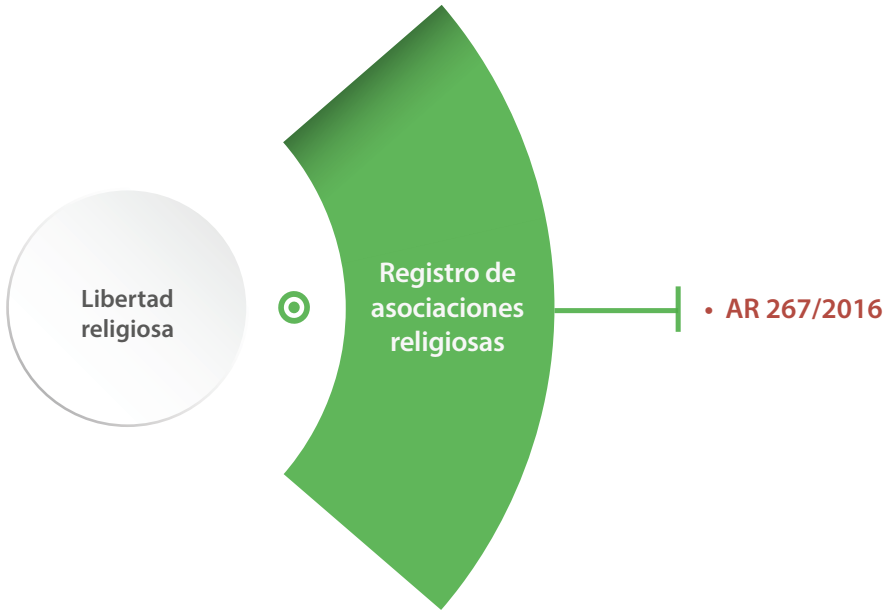 Libertad
religiosa
Registro de
asociaciones
religiosas
• AR 267/2016